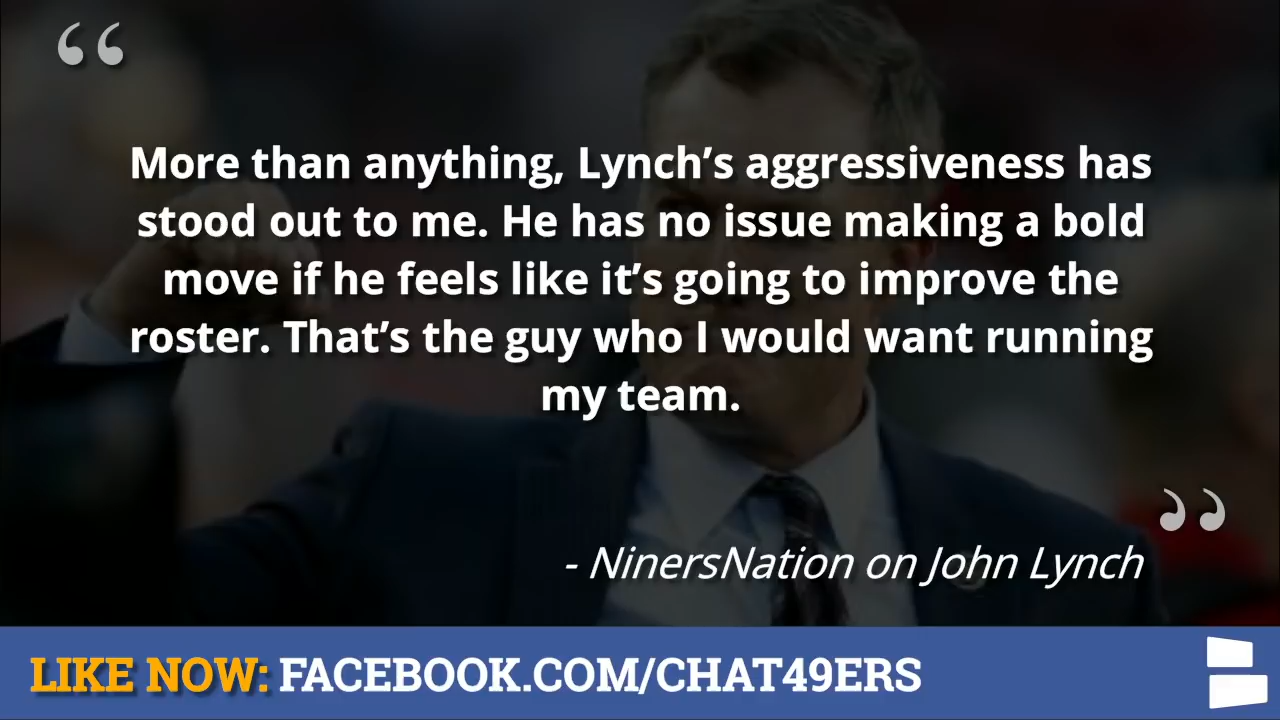 “
More than anything, Lynch’s aggressiveness has
stood out to me. He has no issue making a bold
move if he feels like it’s going to improve the
roster. That’s the guy who I would want running
my team.
”
- NinersNation on John Lynch
LIKE NOW: FACEBOOK.COM/CHAT49ERS